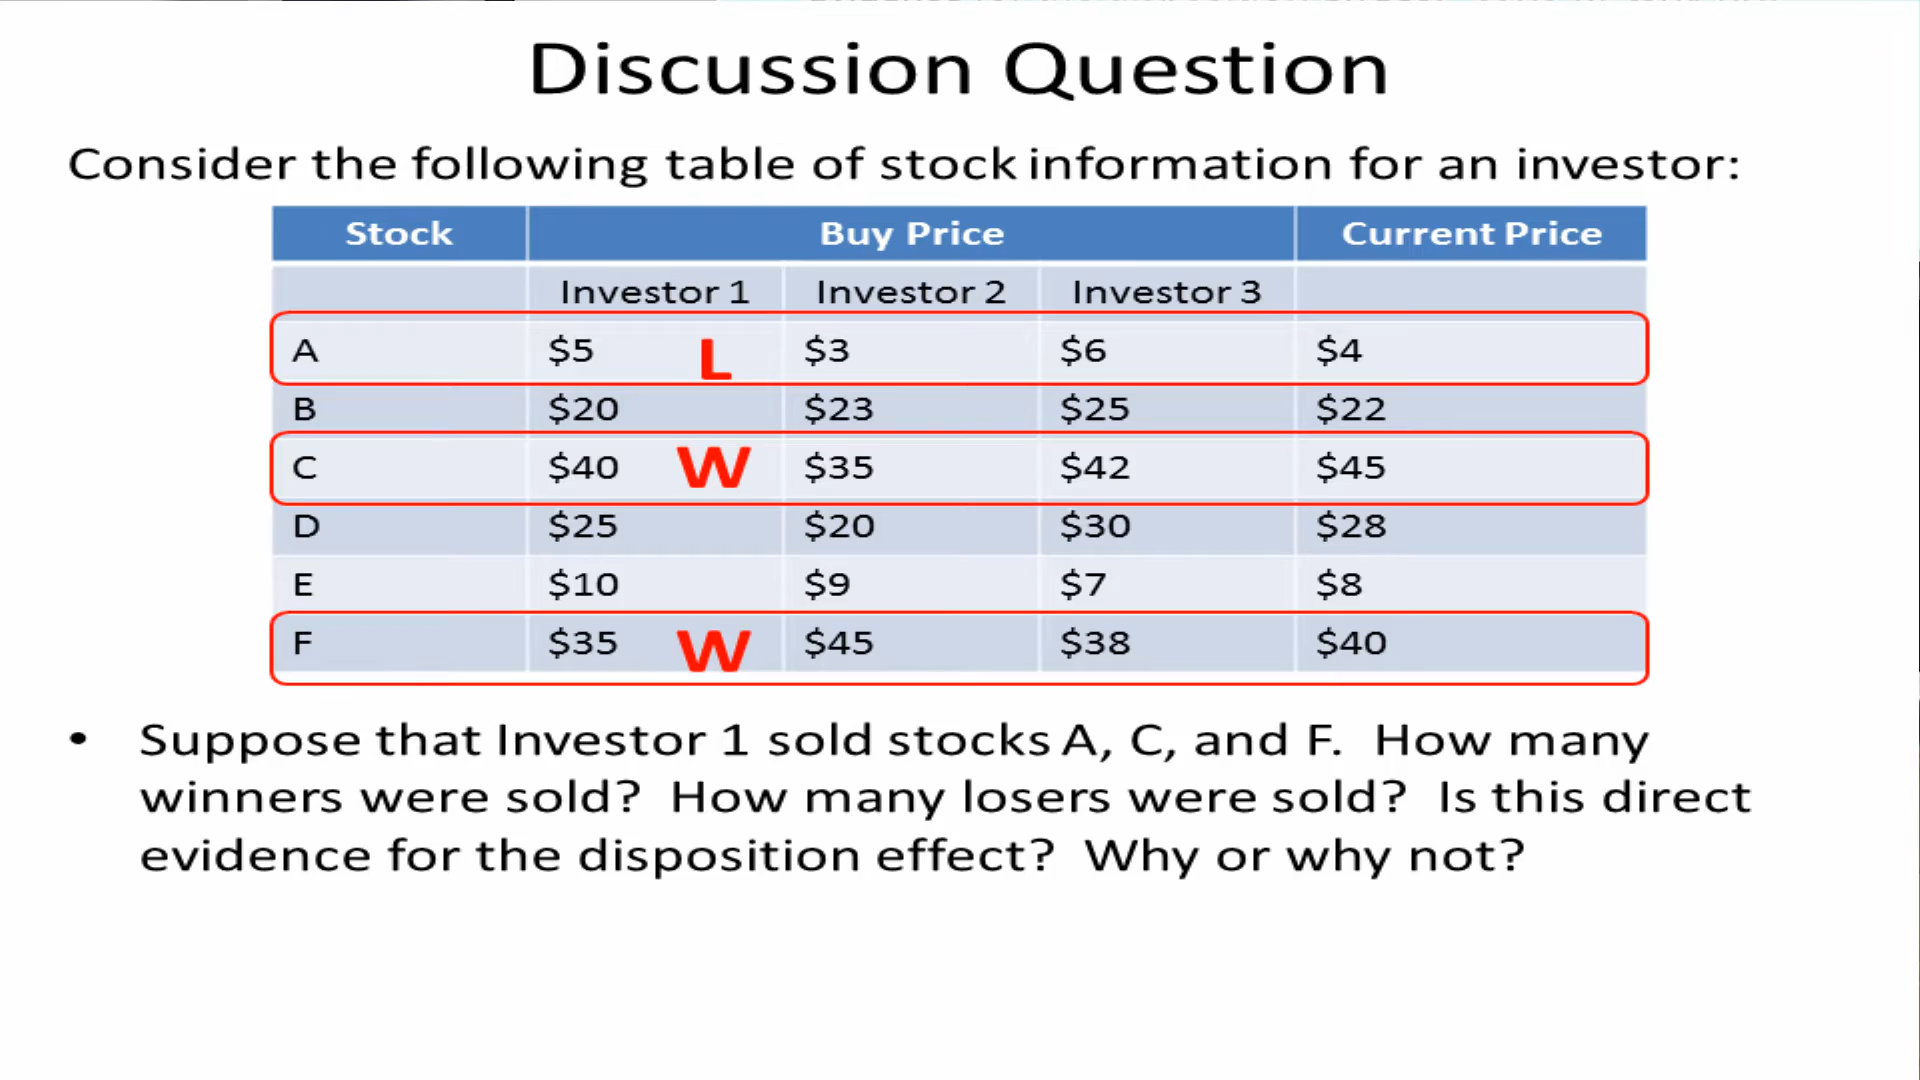 Discussion Question
Consider the following table of stock information for an investor:
Stock Buy Price Current Price
Investor 1 Investor 2 Investor 3
A $5 L $3 $6 $4
B $20 $23 $25 $22
C $40 W $35 $42 $45
D $25 $20 $30 $28
E $10 $9 $7 $8
F $35 W $45 $38 $40
• Suppose that Investor 1 sold stocks A, C, and F. How many
winners were sold? How many losers were sold? Is this direct
evidence for the disposition effect? Why or why not?